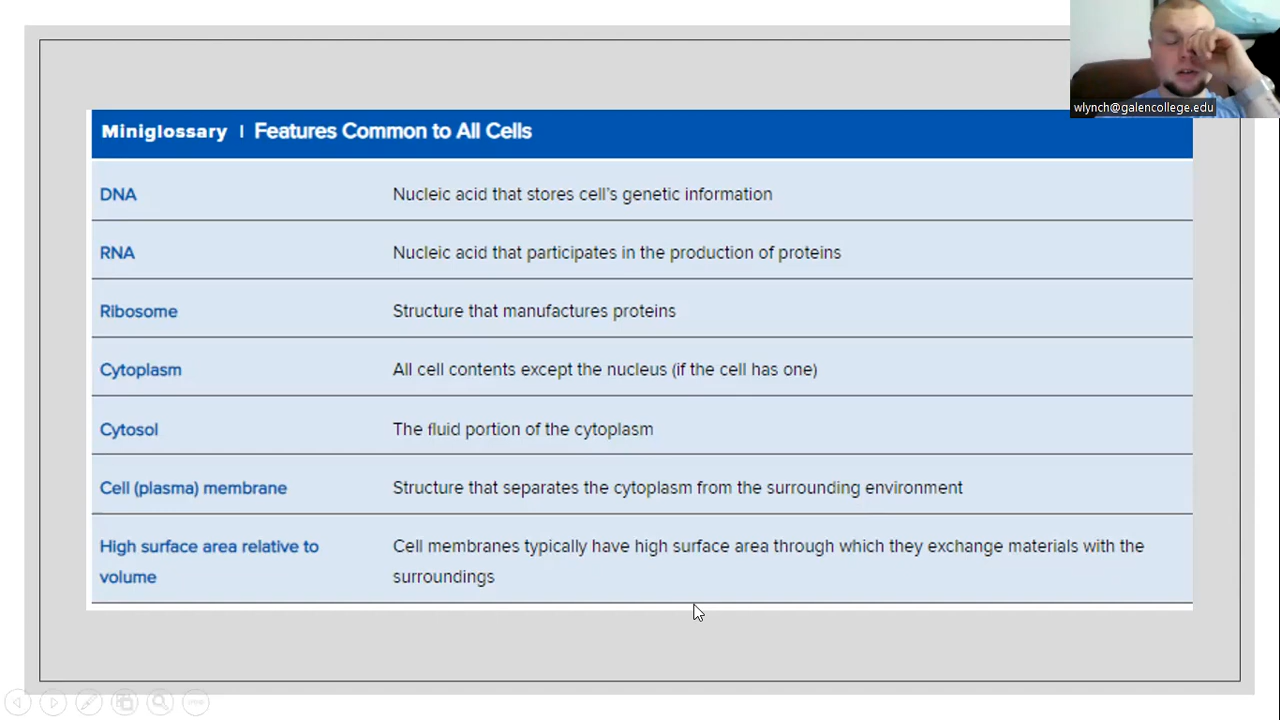 wlynch@galencollege.edu
Miniglossary | Features Common to All Cells
DNA Nucleic acid that stores cell's genetic information
RNA Nucleic acid that participates in the production of proteins
Ribosome Structure that manufactures proteins
Cytoplasm All cell contents except the nucleus (if the cell has one)
Cytosol The fluid portion of the cytoplasm
Cell (plasma) membrane Structure that separates the cytoplasm from the surrounding environment
High surface area relative to Cell membranes typically have high surface area through which they exchange materials with the
volume surroundings